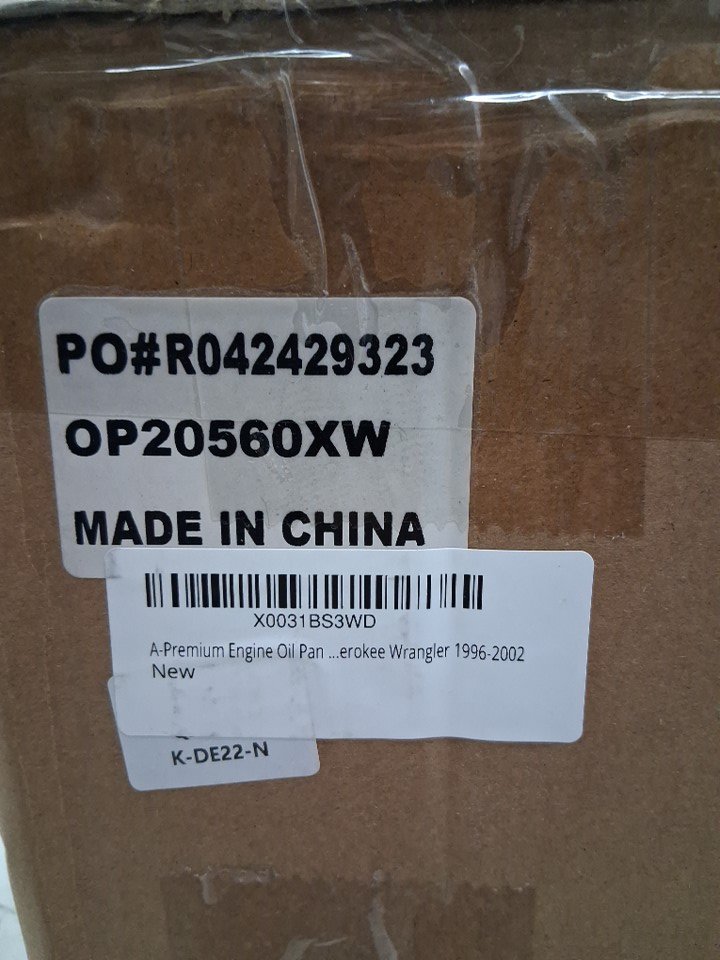 PO#R042429323
OP20560XW
MADE IN CHINA
X0031BS3WD
A-Premium Engine Oil Pan ...erokee Wrangler 1996-2002
New
K-DE22-N